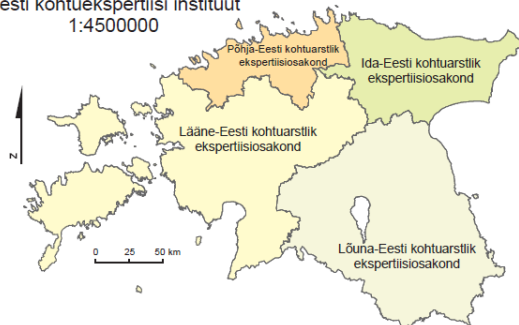 esti kohtuekspertiisi instituut
1:4500000
Põhja-Eesti kohtuarstlik
ekspertiisiosakond
Ida-Eesti kohtuarstlik
ekspertiisiosakond
Lääne-Eesti kohtuarstlik
ekspertiisiosakond
N
0 25 50 km
Lõuna-Eesti kohtuarstlik
ekspertiisiosakond